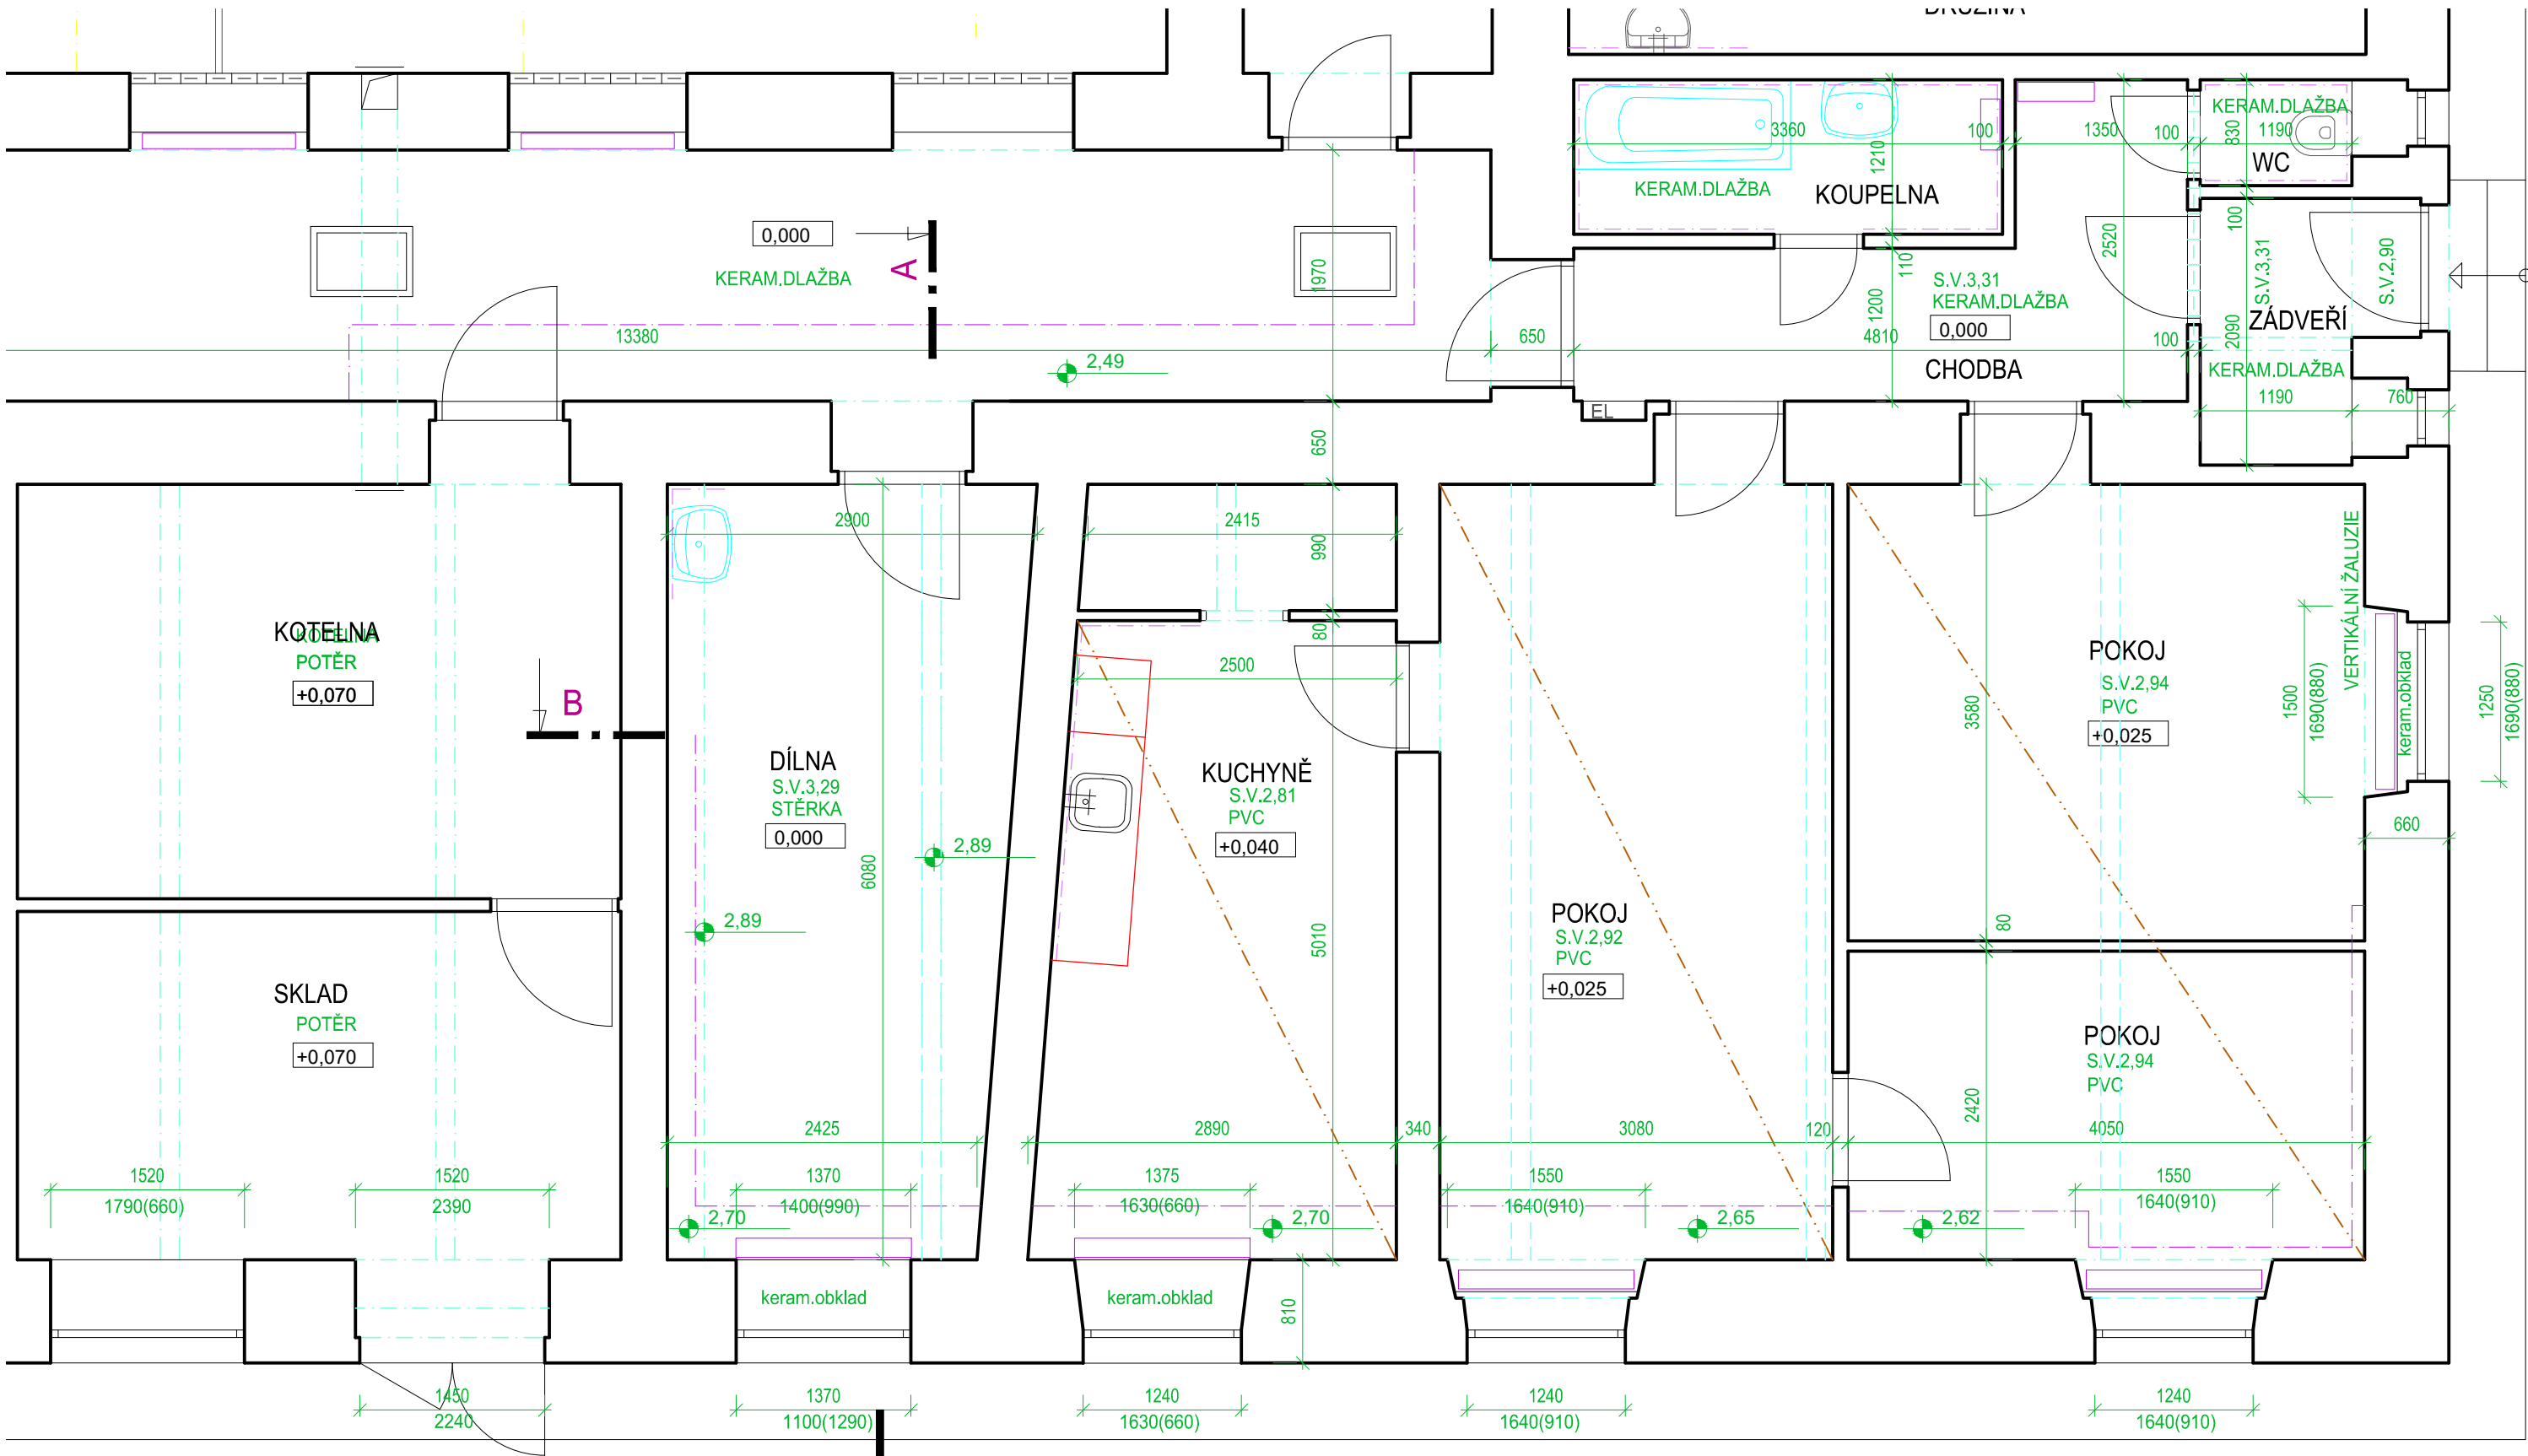 DRUŽINA
KERAM.DLAŽBA
3360
100
1350
100
830
1190
1210
WC
KERAM.DLAŽBA
KOUPELNA
100
0,000
A
KERAM.DLAŽBA
1970
110
2520
S.V.3,31
KERAM.DLAŽBA
0,000
1200
S.V.3,31
S.V.2,90
ZÁDVEŘÍ
2090
13380
650
4810
100
2,49
CHODBA
KERAM.DLAŽBA
1190
760
EL
650
2900
2415
990
VERTIKÁLNÍ ŽALUZIE
KOTELNA
KOTELNA
POTĚR
+0,070
80
2500
B
POKOJ
S.V.2,94
PVC
+0,025
3580
1500
1690(880)
keram.obklad
1250
1690(880)
DÍLNA
S.V.3,29
STĚRKA
0,000
KUCHYNĚ
S.V.2,81
PVC
+0,040
2,89
660
6080
2,89
5010
POKOJ
S.V.2,92
PVC
+0,025
80
SKLAD
POTĚR
+0,070
POKOJ
S.V.2,94
PVC
2420
2425
2890
340
3080
120
4050
1520
1790(660)
1520
2390
1370
1400(990)
1375
1630(660)
1550
1640(910)
1550
1640(910)
2,70
2,70
2,65
2,62
keram.obklad
keram.obklad
810
1450
2240
1370
1100(1290)
1240
1630(660)
1240
1640(910)
1240
1640(910)